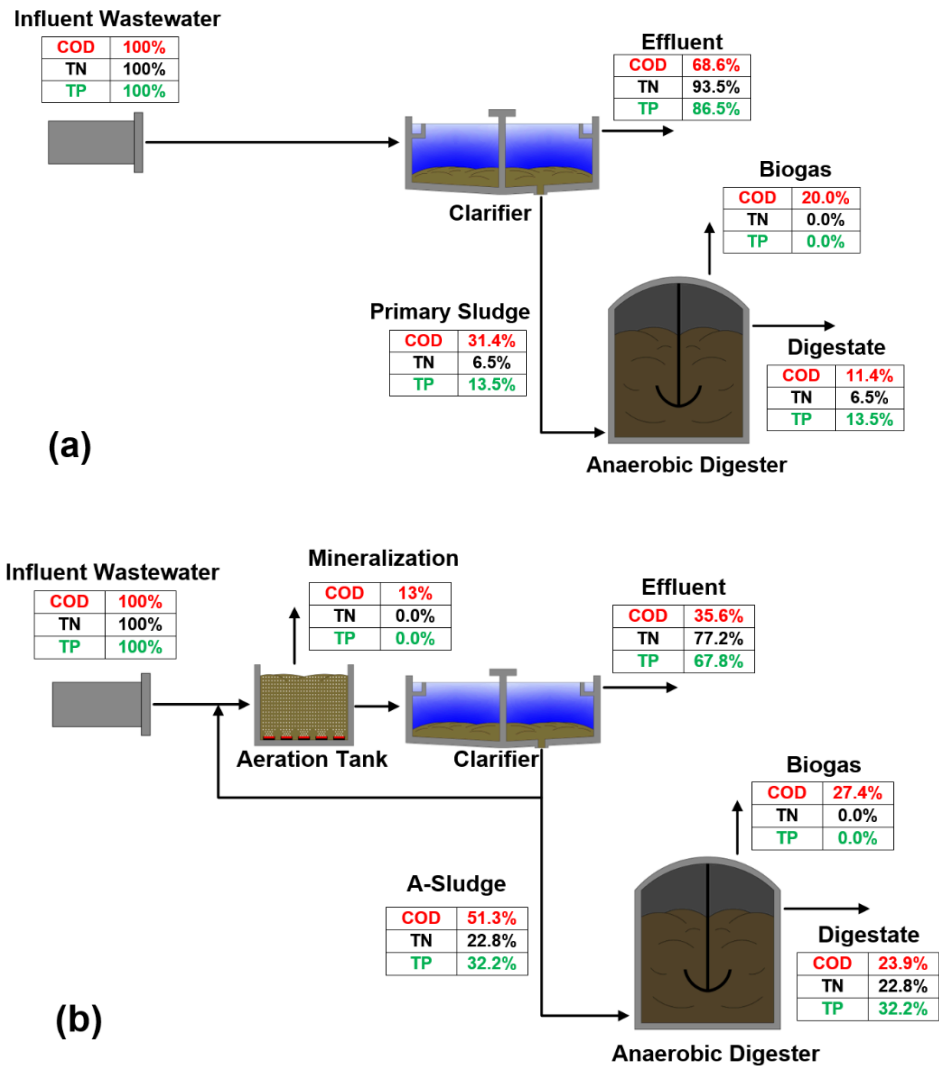 Influent Wastewater
COD 100%
TN 100%
TP 100%
Effluent
COD 68.6%
TN 93.5%
TP 86.5%
Clarifier
Biogas
COD 20.0%
TN 0.0%
TP 0.0%
Primary Sludge
COD 31.4%
TN 6.5%
TP 13.5%
Digestate
COD 11.4%
TN 6.5%
TP 13.5%
(a)
Anaerobic Digester
Mineralization
COD 13%
TN 0.0%
TP 0.0%
Influent Wastewater
COD 100%
TN 100%
TP 100%
Effluent
COD 35.6%
TN 77.2%
TP 67.8%
Aeration Tank
Clarifier
Biogas
COD 27.4%
TN 0.0%
TP 0.0%
A-Sludge
COD 51.3%
TN 22.8%
TP 32.2%
Digestate
COD 23.9%
TN 22.8%
TP 32.2%
(b)
Anaerobic Digester